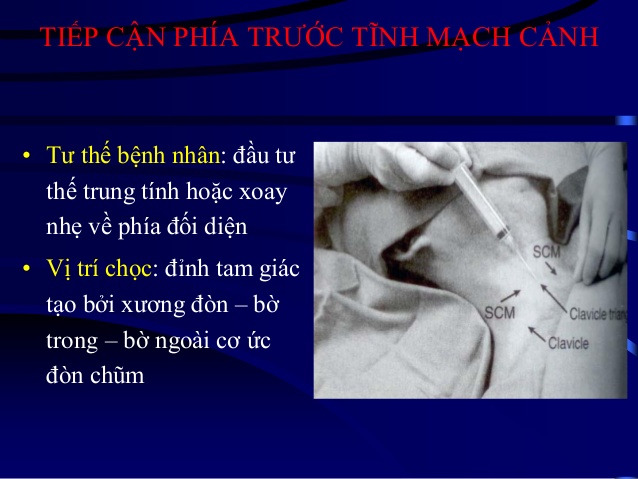 TIẾP CẬN PHÍA TRƯỚC TĨNH MẠCH CẢNH
• Tư thế bệnh nhân: đầu tư
thế trung tính hoặc xoay
nhẹ về phía đối diện
• Vị trí chọc: đỉnh tam giác
tạo bởi xương đòn – bờ
trong – bờ ngoài cơ ức
đòn chũm
SCM
SCM
Clavicle triang
Clavicle